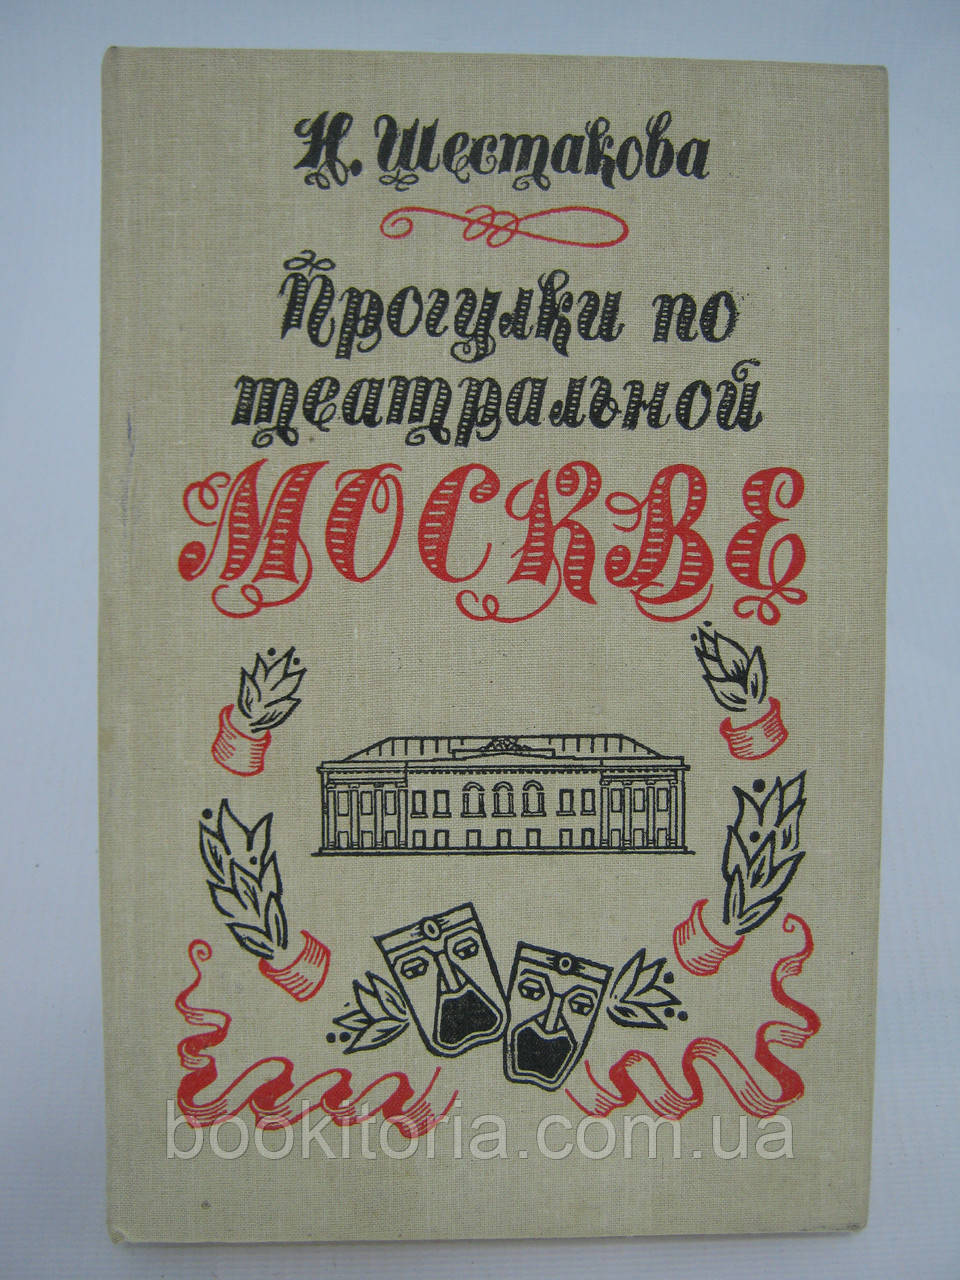 Н. Шестакова
Прогулки по
театральной
МОСКВЕ
bookitoria.com.ua